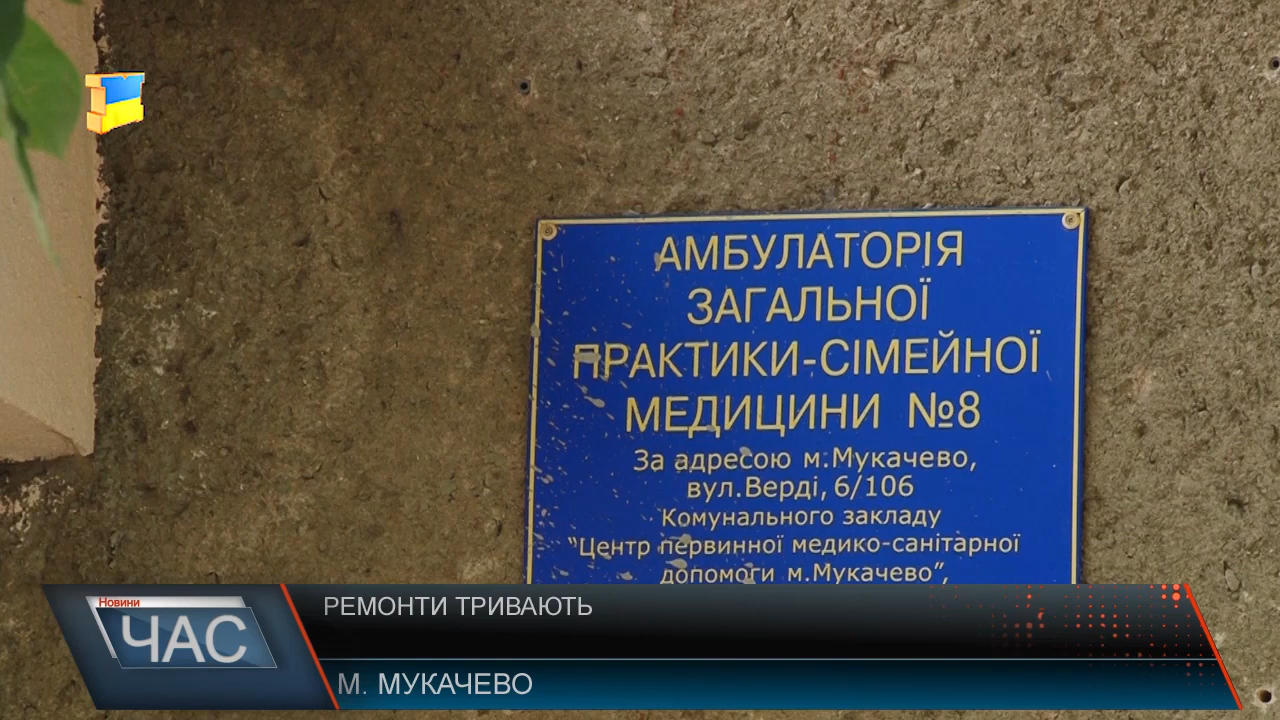 АМБУЛАТОРІЯ
ЗАГАЛЬНОЇ
ПРАКТИКИ-СІМЕЙНОЇ
МЕДИЦИНИ №8
За адресою м.Мукачево,
вул.Верді, 6/106
Комунального закладу
“Центр первинної медико-санітарної
допомоги м.Мукачево”,
Новини
ЧАС
РЕМОНТИ ТРИВАЮТЬ
М. МУКАЧЕВО